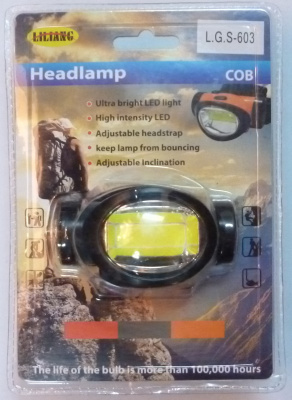 LILIANG
L.G.S-603
Headlamp
COB
Ultra bright LED light
High intensity LED
Adjustable headstrap
keep lamp from bouncing
Adjustable inclination
The life of the bulb is more than 100,000 hours